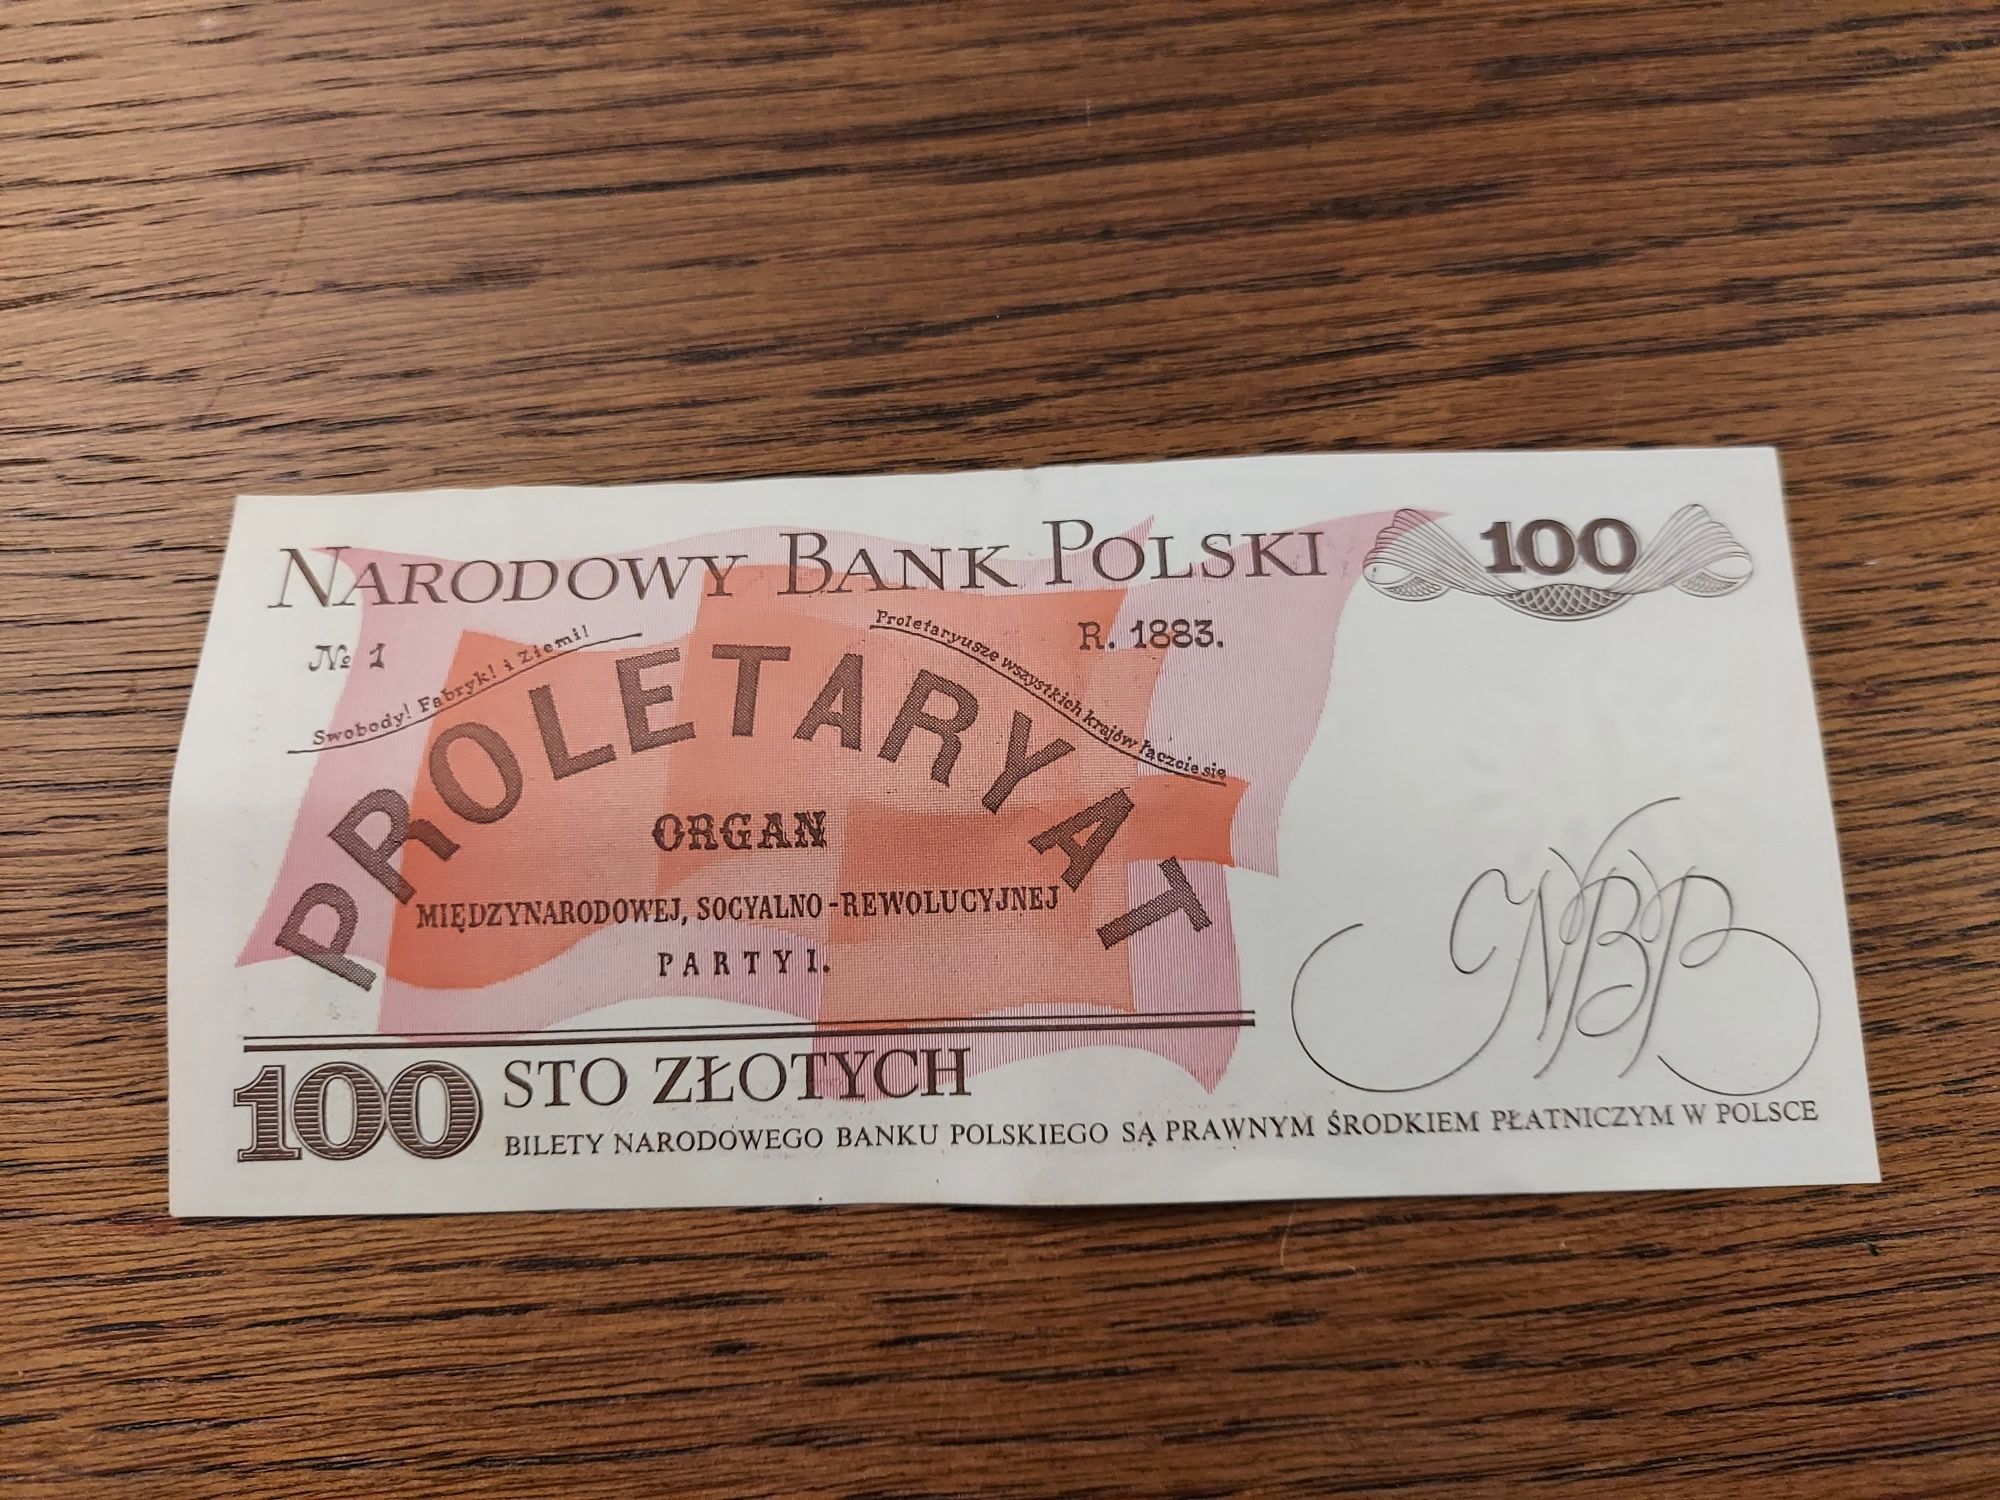 NARODOWY BANK POLSKI
100
№ 1
Swobody! Fabryk! i Ziemi!
Proletaryusze wszystkich krajów łączcie się
R. 1883.
PROLETARYAT
ORGAN
MIĘDZYNARODOWEJ, SOCYALNO-REWOLUCYJNEJ
PARTYI.
NBP
100 STO ZŁOTYCH
BILETY NARODOWEGO BANKU POLSKIEGO SĄ PRAWNYM ŚRODKIEM PŁATNICZYM W POLSCE